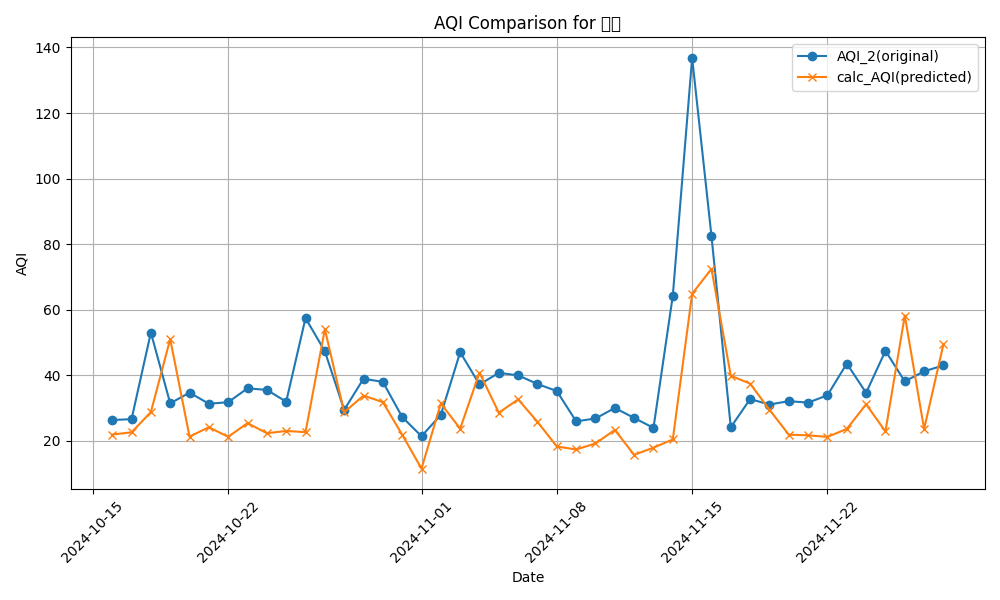 AQI Comparison for
AQI_2(original)
calc_AQI(predicted)
140
120
100
80
60
40
20
AQI
2024-10-15
2024-10-22
2024-11-01
2024-11-08
2024-11-15
2024-11-22
Date